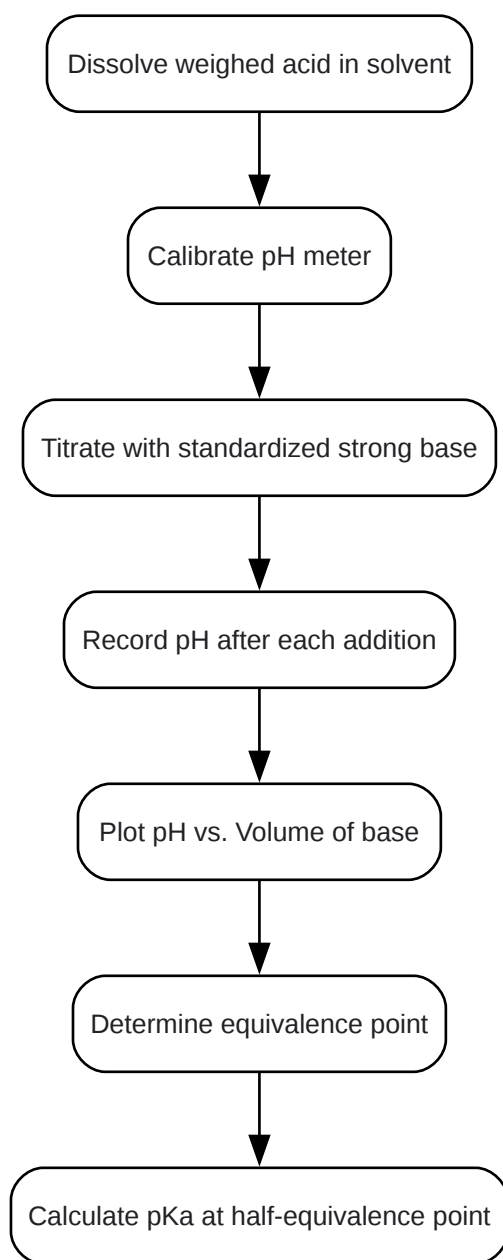 Dissolve weighed acid in solvent
Calibrate pH meter
Titrate with standardized strong base
Record pH after each addition
Plot pH vs. Volume of base
Determine equivalence point
Calculate pKa at half-equivalence point